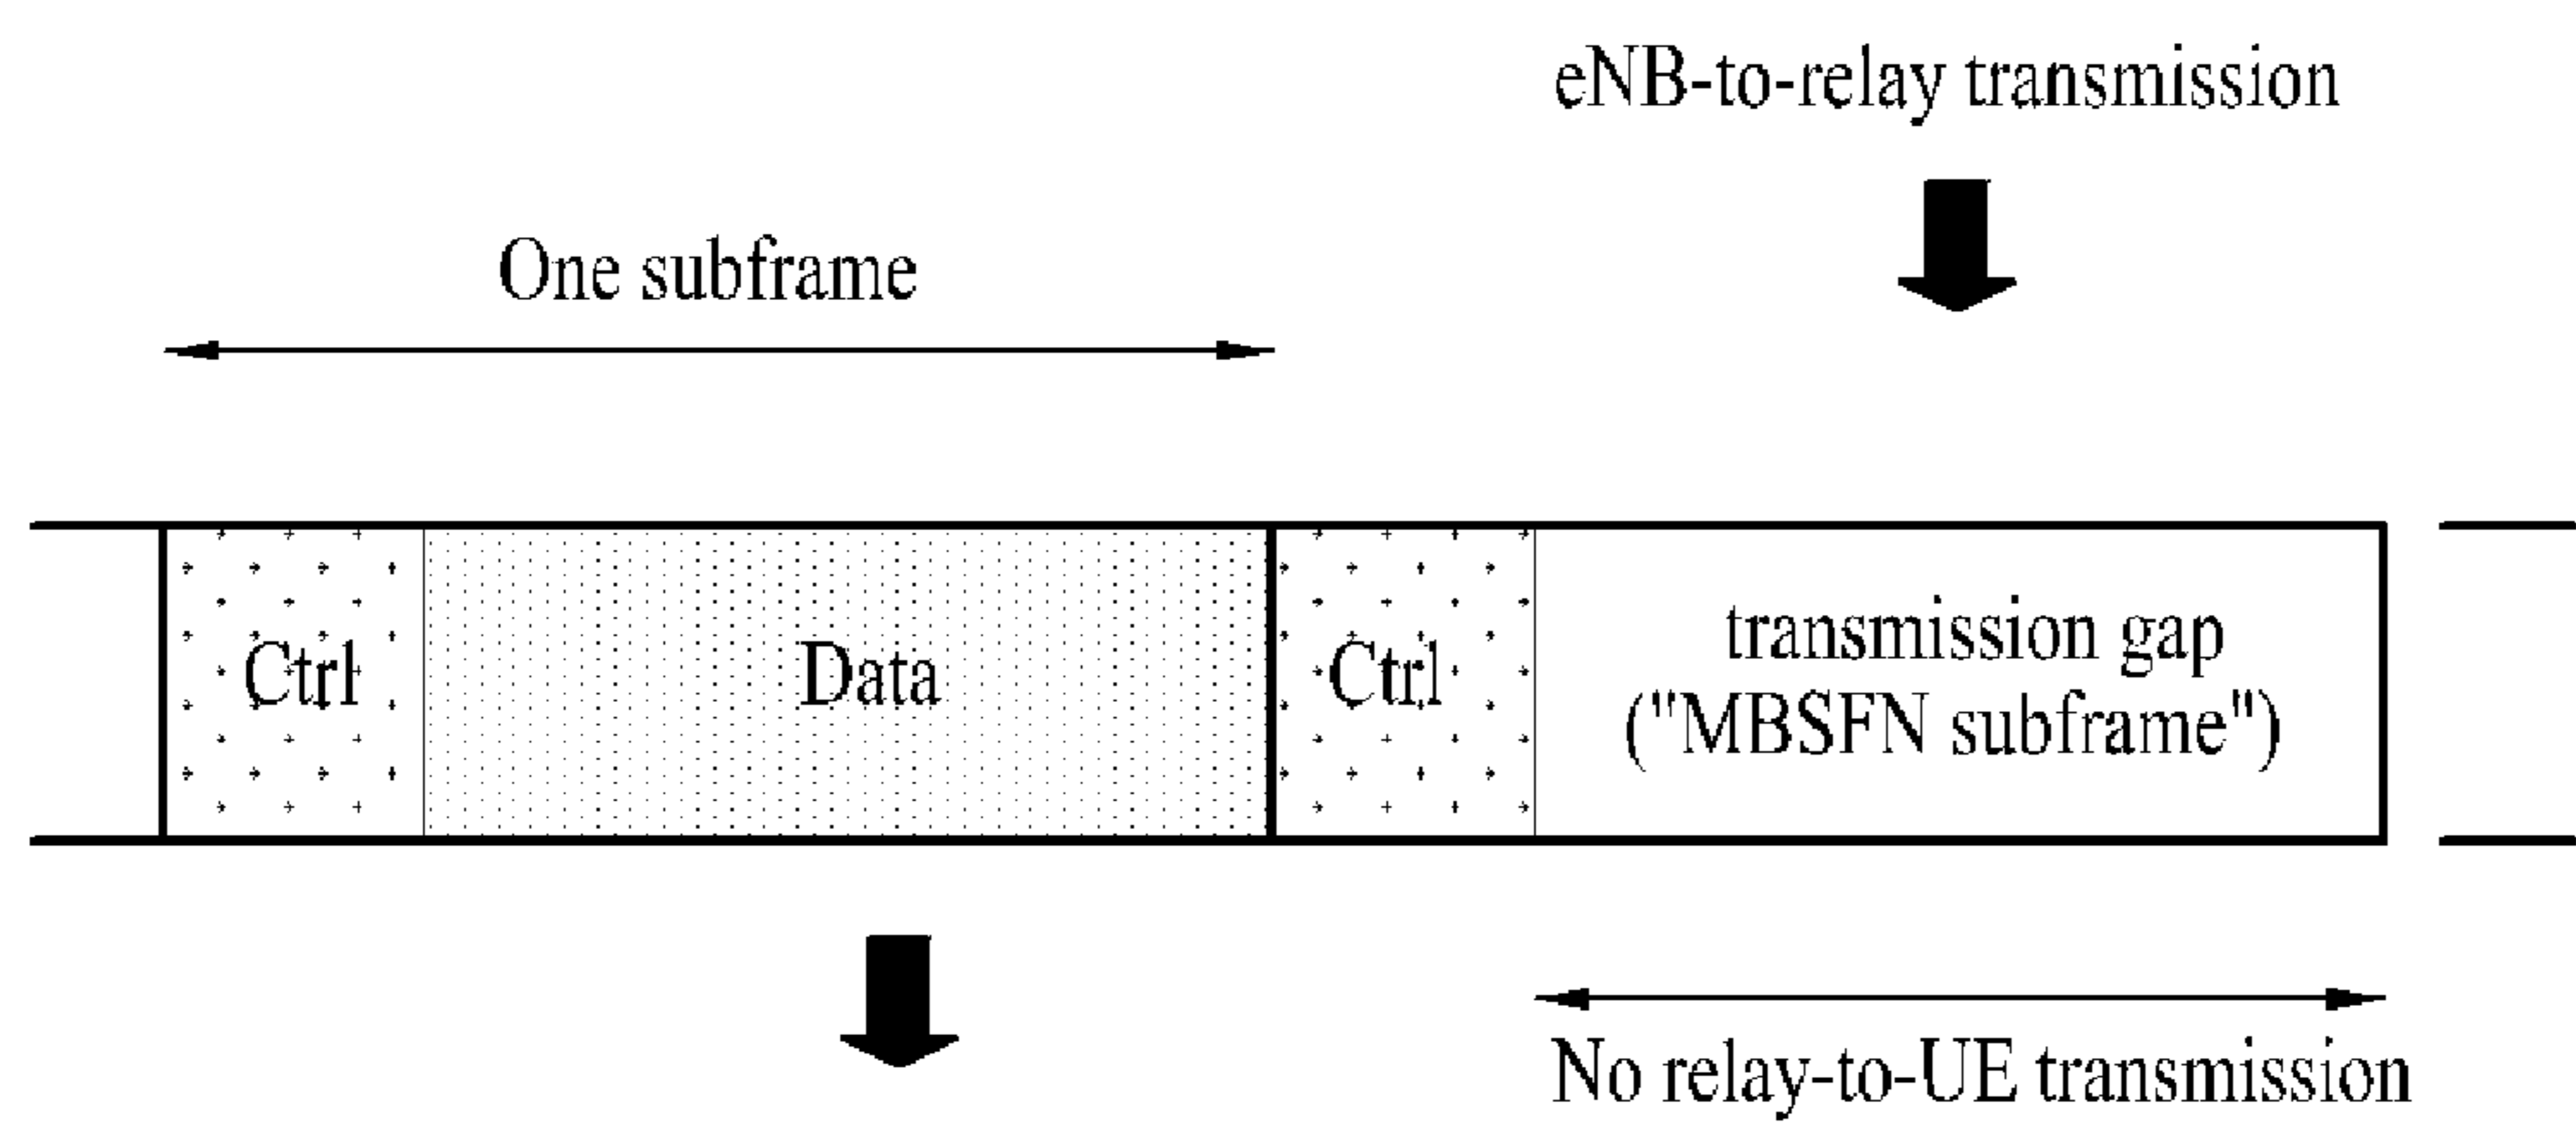 eNB-to-relay transmission
One subframe
Ctrl
Data
Ctrl
transmission gap
("MBSFN subframe")
No relay-to-UE transmission